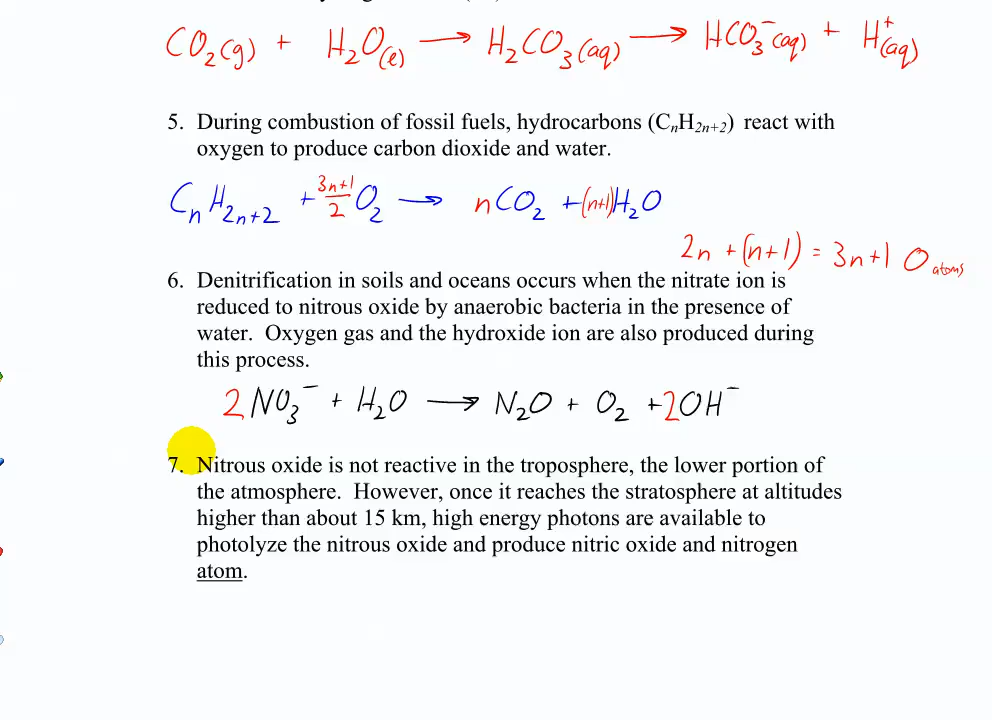 CO₂(g) + H₂O(l) → H₂CO₃(aq) → HCO₃⁻(aq) + H⁺(aq)
5. During combustion of fossil fuels, hydrocarbons (CₙH₂ₙ₊₂) react with
oxygen to produce carbon dioxide and water.
CₙH₂ₙ₊₂ + 3n+1/2 O₂ → nCO₂ + (n+1)H₂O
2n + (n+1) = 3n+1 O atoms
6. Denitrification in soils and oceans occurs when the nitrate ion is
reduced to nitrous oxide by anaerobic bacteria in the presence of
water. Oxygen gas and the hydroxide ion are also produced during
this process.
2NO₃⁻ + H₂O → N₂O + O₂ + 2OH⁻
7. Nitrous oxide is not reactive in the troposphere, the lower portion of
the atmosphere. However, once it reaches the stratosphere at altitudes
higher than about 15 km, high energy photons are available to
photolyze the nitrous oxide and produce nitric oxide and nitrogen
atom.